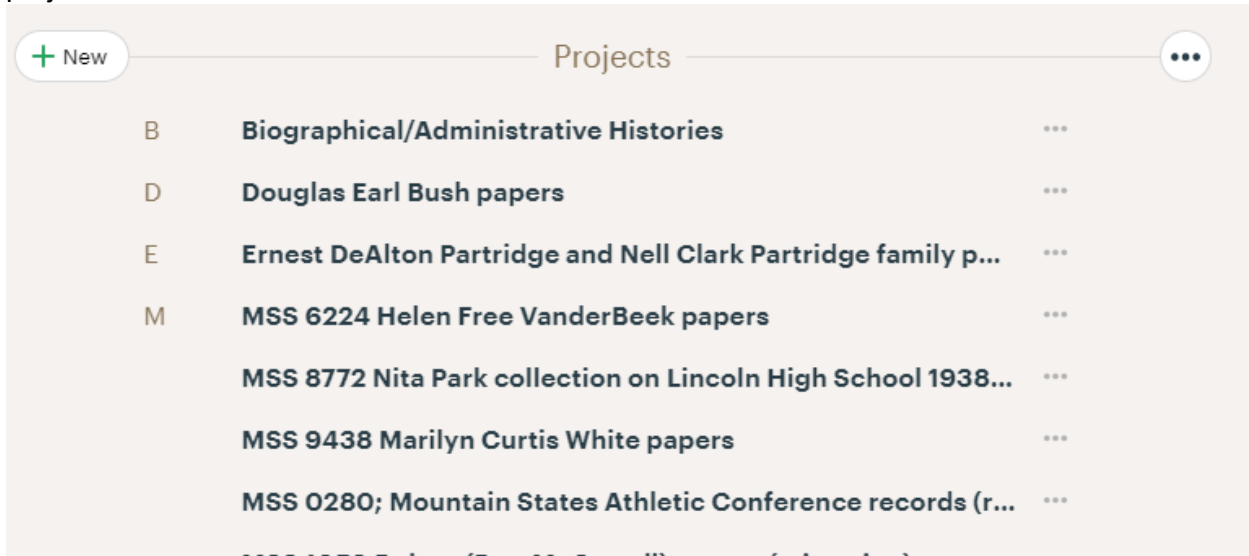 + New
Projects
B Biographical/Administrative Histories
D Douglas Earl Bush papers
E Ernest DeAlton Partridge and Nell Clark Partridge family p...
M MSS 6224 Helen Free VanderBeek papers
MSS 8772 Nita Park collection on Lincoln High School 1938...
MSS 9438 Marilyn Curtis White papers
MSS 0280; Mountain States Athletic Conference records (r...